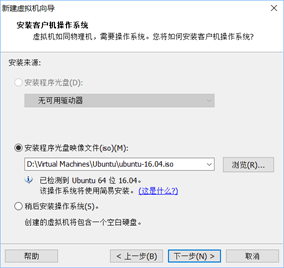 新建虚拟机向导
安装客户机操作系统
虚拟机如同物理机，需要操作系统。您将如何安装客户机操作系统?
安装来源:
安装程序光盘(D):
无可用驱动器
安装程序光盘映像文件(iso)(M):
D:\Virtual Machines\Ubuntu\ubuntu-16.04.iso
浏览(R)...
已检测到 Ubuntu 64 位 16.04。
该操作系统将使用简易安装。(这是什么?)
稍后安装操作系统(S)。
创建的虚拟机将包含一个空白硬盘。
帮助
< 上一步(B)
下一步(N) >
取消